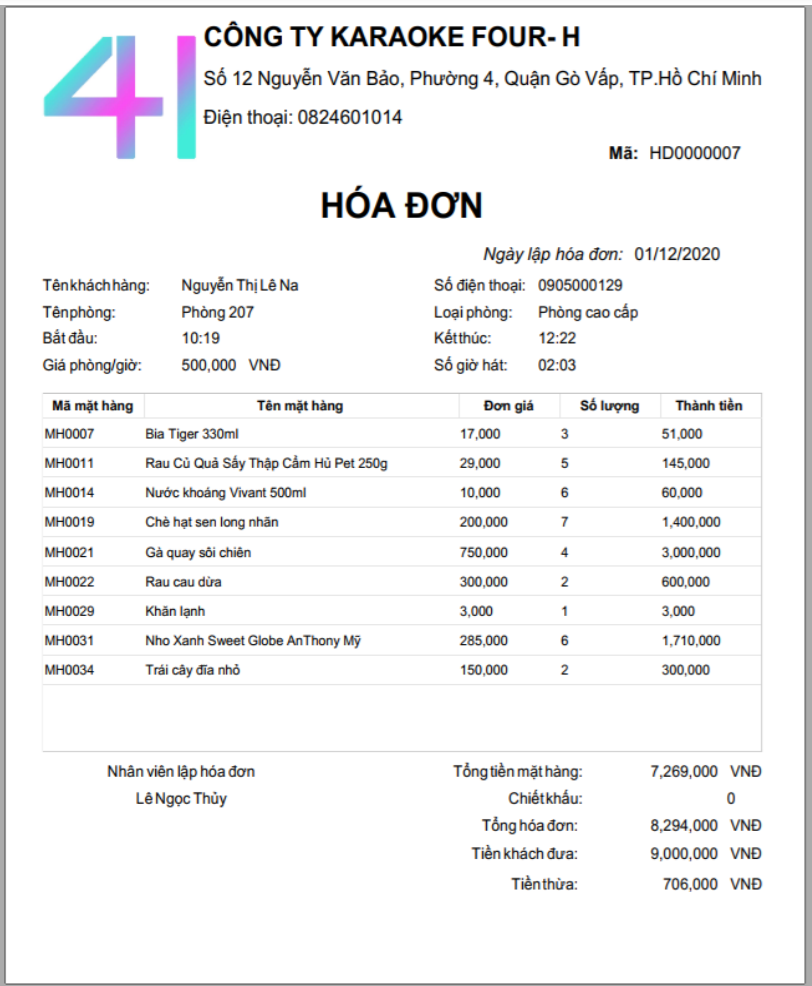 4H
CÔNG TY KARAOKE FOUR- H
Số 12 Nguyễn Văn Bảo, Phường 4, Quận Gò Vấp, TP.Hồ Chí Minh
Điện thoại: 0824601014
Mã: HD0000007
HÓA ĐƠN
Ngày lập hóa đơn: 01/12/2020
Tên khách hàng: Nguyễn Thị Lê Na Số điện thoại: 0905000129
Tên phòng: Phòng 207 Loại phòng: Phòng cao cấp
Bắt đầu: 10:19 Kết thúc: 12:22
Giá phòng/giờ: 500,000 VNĐ Số giờ hát: 02:03
Mã mặt hàng Tên mặt hàng Đơn giá Số lượng Thành tiền
MH0007 Bia Tiger 330ml 17,000 3 51,000
MH0011 Rau Củ Quả Sấy Thập Cẩm Hủ Pet 250g 29,000 5 145,000
MH0014 Nước khoáng Vivant 500ml 10,000 6 60,000
MH0019 Chè hạt sen long nhãn 200,000 7 1,400,000
MH0021 Gà quay sôi chiên 750,000 4 3,000,000
MH0022 Rau cau dừa 300,000 2 600,000
MH0029 Khăn lạnh 3,000 1 3,000
MH0031 Nho Xanh Sweet Globe AnThony Mỹ 285,000 6 1,710,000
MH0034 Trái cây đĩa nhỏ 150,000 2 300,000
Nhân viên lập hóa đơn Tổng tiền mặt hàng: 7,269,000 VNĐ
Lê Ngọc Thủy Chiết khấu: 0
Tổng hóa đơn: 8,294,000 VNĐ
Tiền khách đưa: 9,000,000 VNĐ
Tiền thừa: 706,000 VNĐ